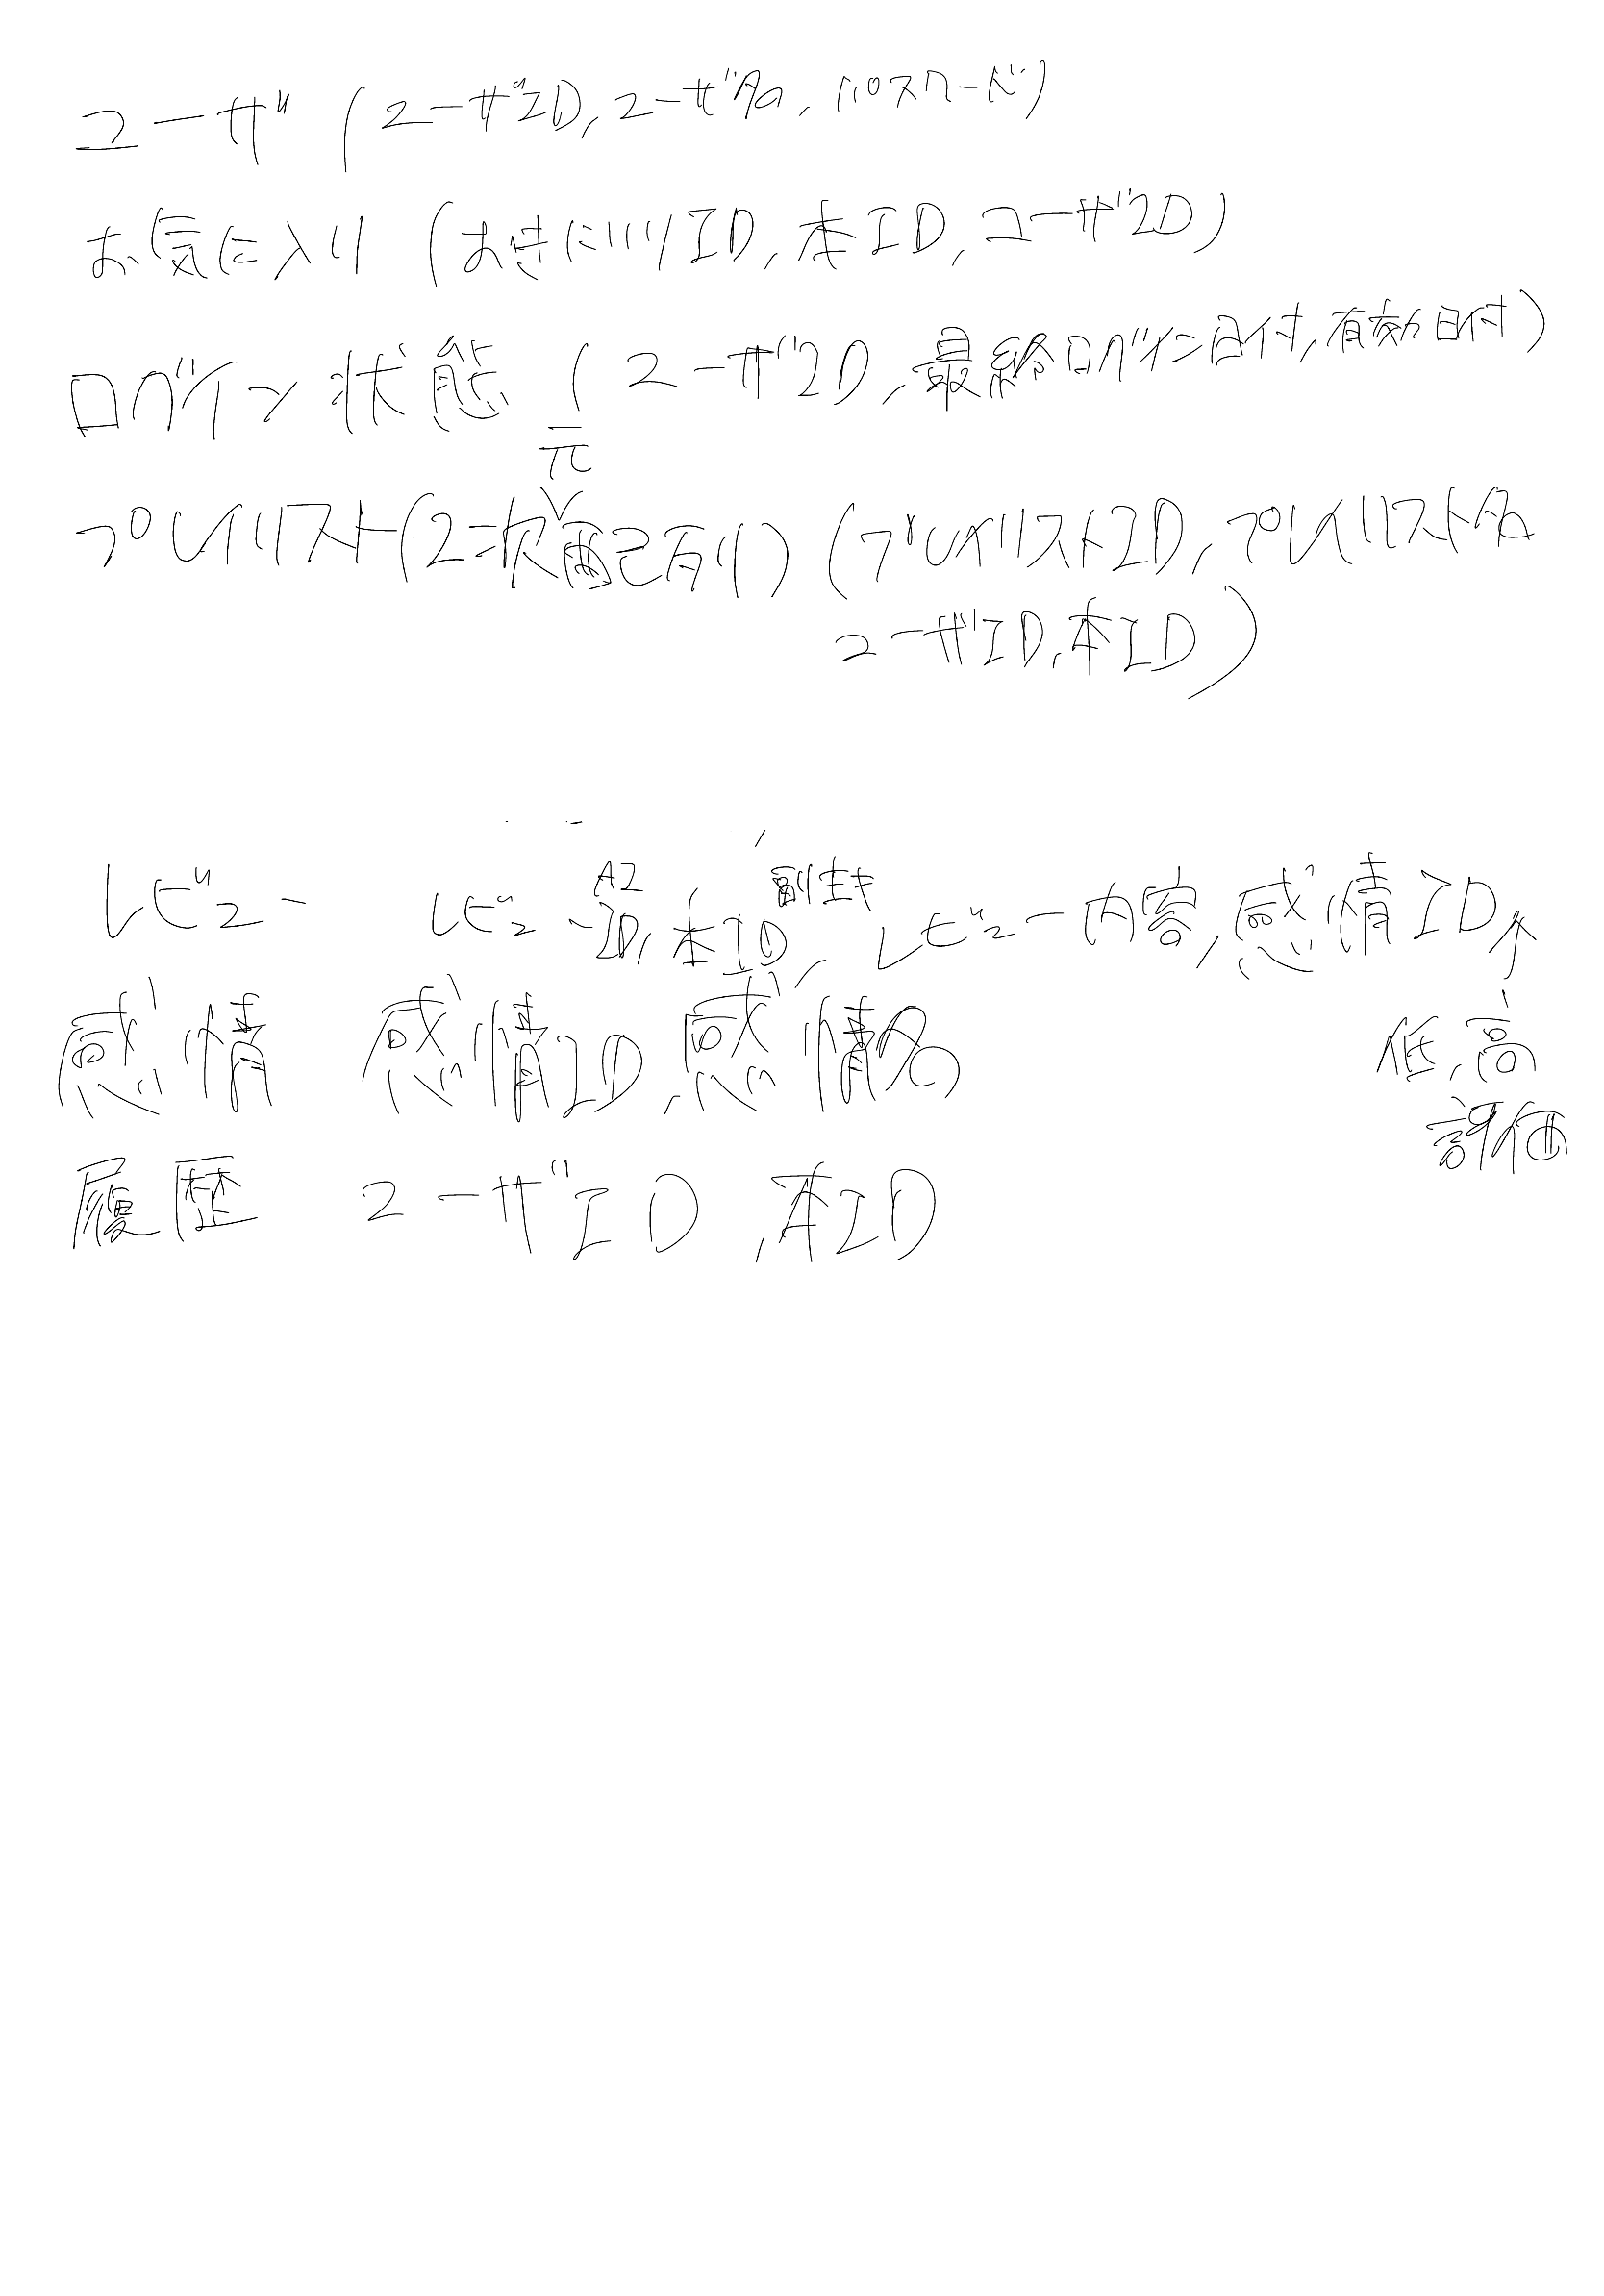 ユーザ (ユーザID, ユーザ名, パスワード)
お気に入り (おきにいりID, 本ID, ユーザID)
ログイン状態 (ユーザID, 最終ログイン日付, 有効日付)
プレイリスト(2二次元配列) (プレイリストID, プレイリスト名
ユーザID, 本ID)
レビュー レビューID, 本ID, レビュー内容, 感情ID↑
AI 副主キ
感情 感情ID, 感情名
低, 高
評価
履歴 ユーザID, 本ID